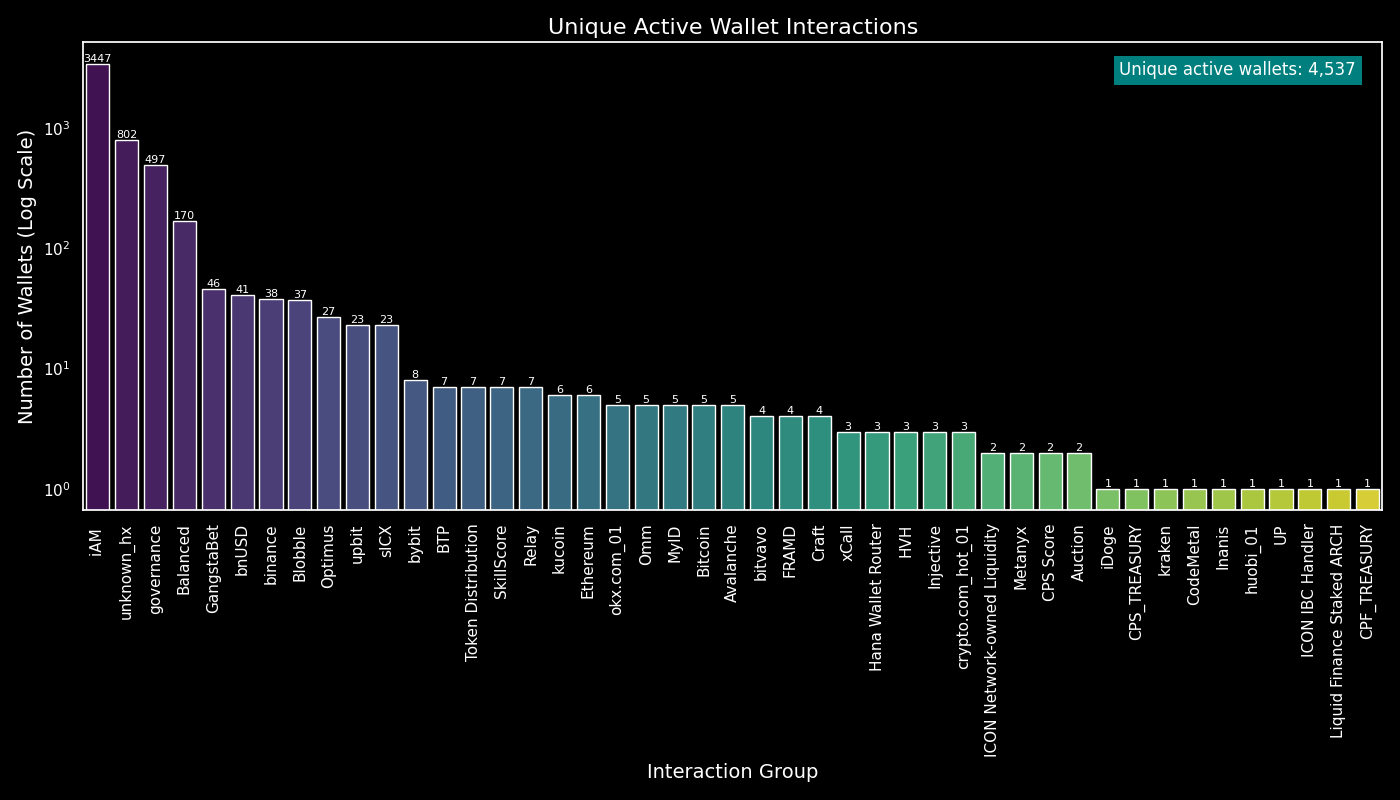 Unique Active Wallet Interactions
Unique active wallets: 4,537
Number of Wallets (Log Scale)
10³
10²
10¹
10⁰
3447
802
497
170
46
41
38
37
27
23
23
8
7
7
7
7
6
6
5
5
5
5
5
4
4
4
3
3
3
3
3
2
2
2
2
1
1
1
1
1
1
1
1
1
1
iAM
unknown_hx
governance
Balanced
GangstaBet
bnUSD
binance
Blobble
Optimus
upbit
sICX
bybit
BTP
Token Distribution
SkillScore
Relay
kucoin
Ethereum
okx.com_01
Omm
MyID
Bitcoin
Avalanche
bitvavo
FRAMD
Craft
xCall
Hana Wallet Router
HVH
Injective
crypto.com_hot_01
ICON Network-owned Liquidity
Metanyx
CPS Score
Auction
iDoge
CPS_TREASURY
kraken
CodeMetal
Inanis
huobi_01
UP
ICON IBC Handler
Liquid Finance Staked ARCH
CPF_TREASURY
Interaction Group